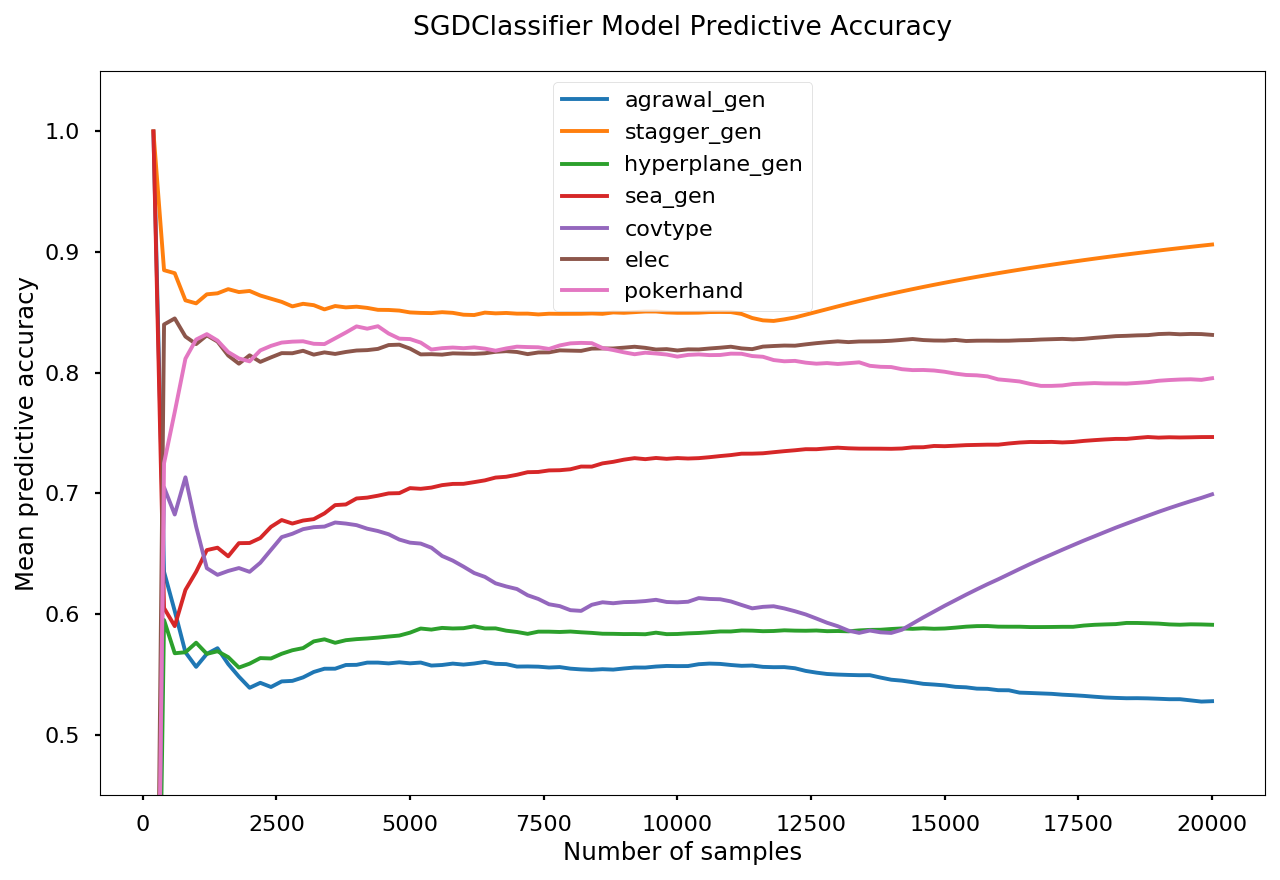 SGDClassifier Model Predictive Accuracy
agrawal_gen
stagger_gen
hyperplane_gen
sea_gen
covtype
elec
pokerhand
Mean predictive accuracy
1.0
0.9
0.8
0.7
0.6
0.5
0 2500 5000 7500 10000 12500 15000 17500 20000
Number of samples